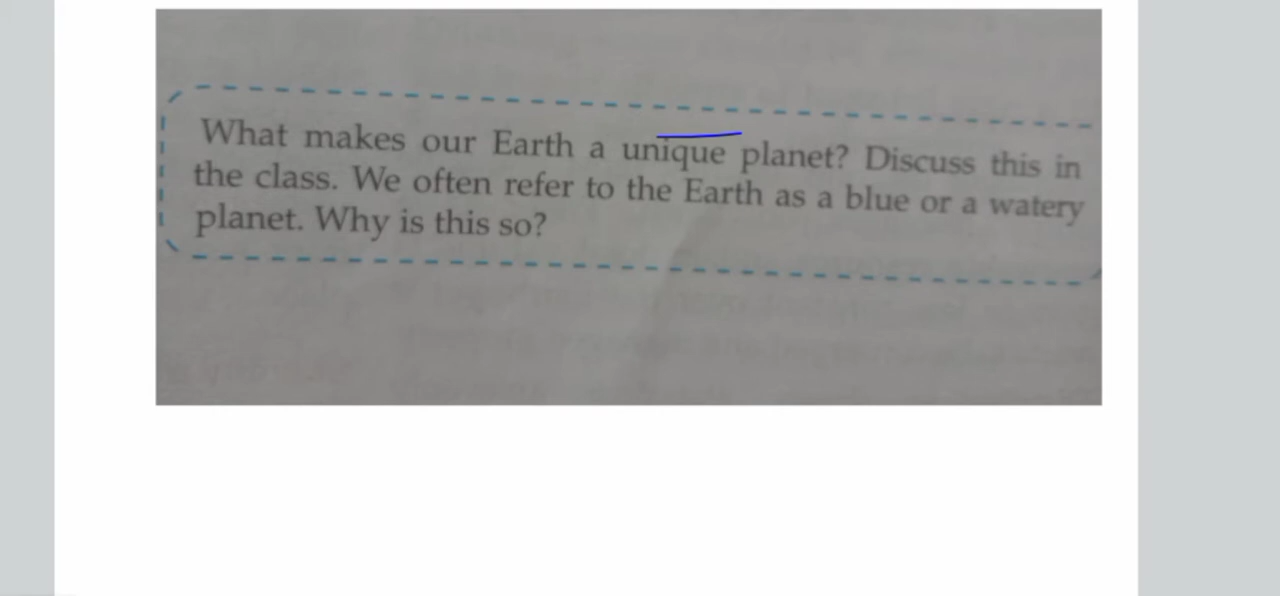 What makes our Earth a unique planet? Discuss this in
the class. We often refer to the Earth as a blue or a watery
planet. Why is this so?